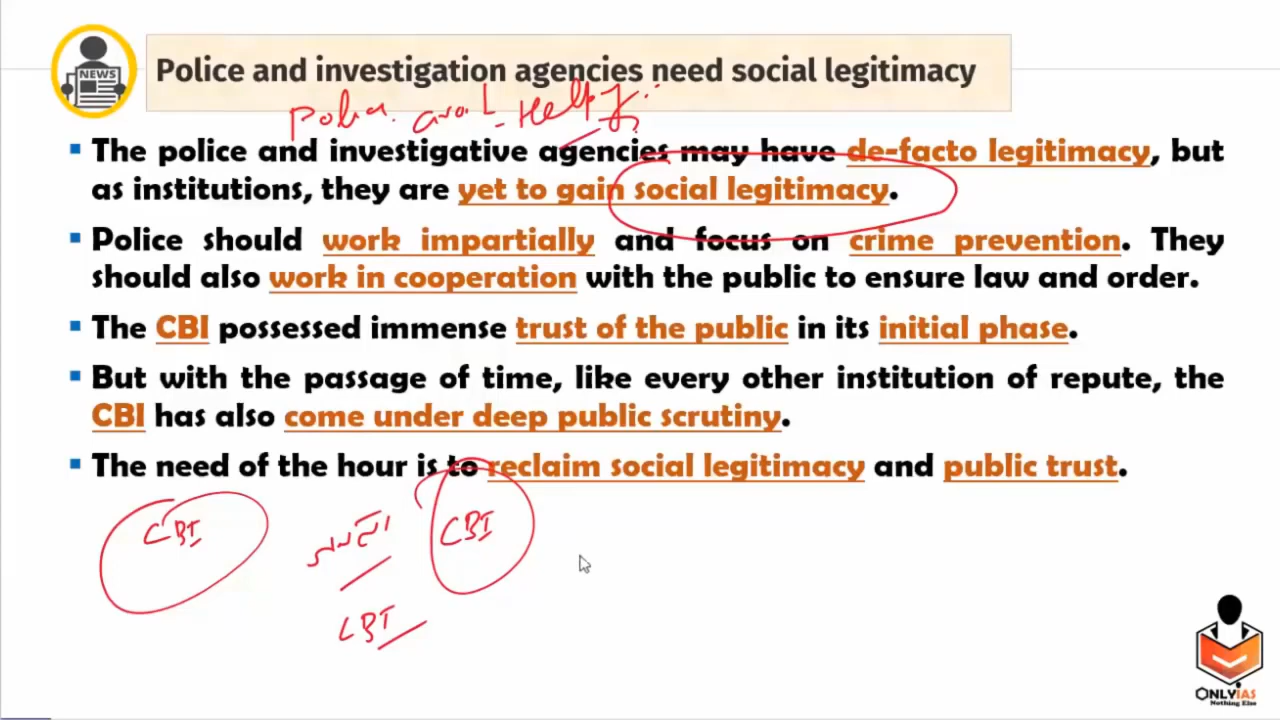 NEWS
Police and investigation agencies need social legitimacy
▪ The police and investigative agencies may have de-facto legitimacy, but
as institutions, they are yet to gain social legitimacy.
▪ Police should work impartially and focus on crime prevention. They
should also work in cooperation with the public to ensure law and order.
▪ The CBI possessed immense trust of the public in its initial phase.
▪ But with the passage of time, like every other institution of repute, the
CBI has also come under deep public scrutiny.
▪ The need of the hour is to reclaim social legitimacy and public trust.
CBI
CBI
CBI
ONLYIAS
Nothing Else